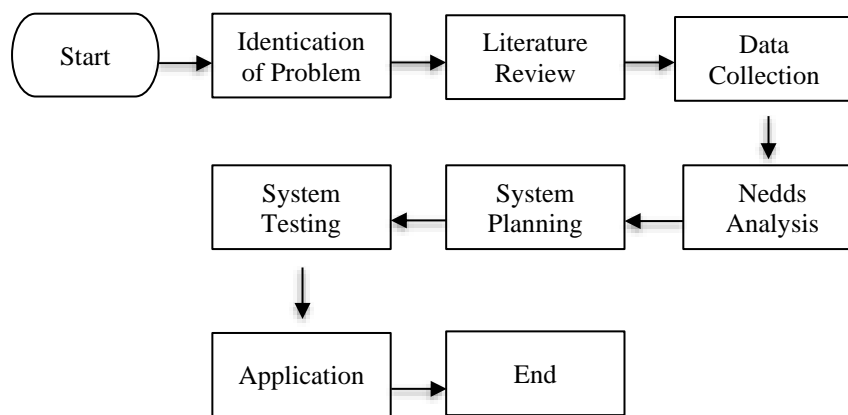 Start
Identication
of Problem
Literature
Review
Data
Collection
Nedds
Analysis
System
Planning
System
Testing
Application
End